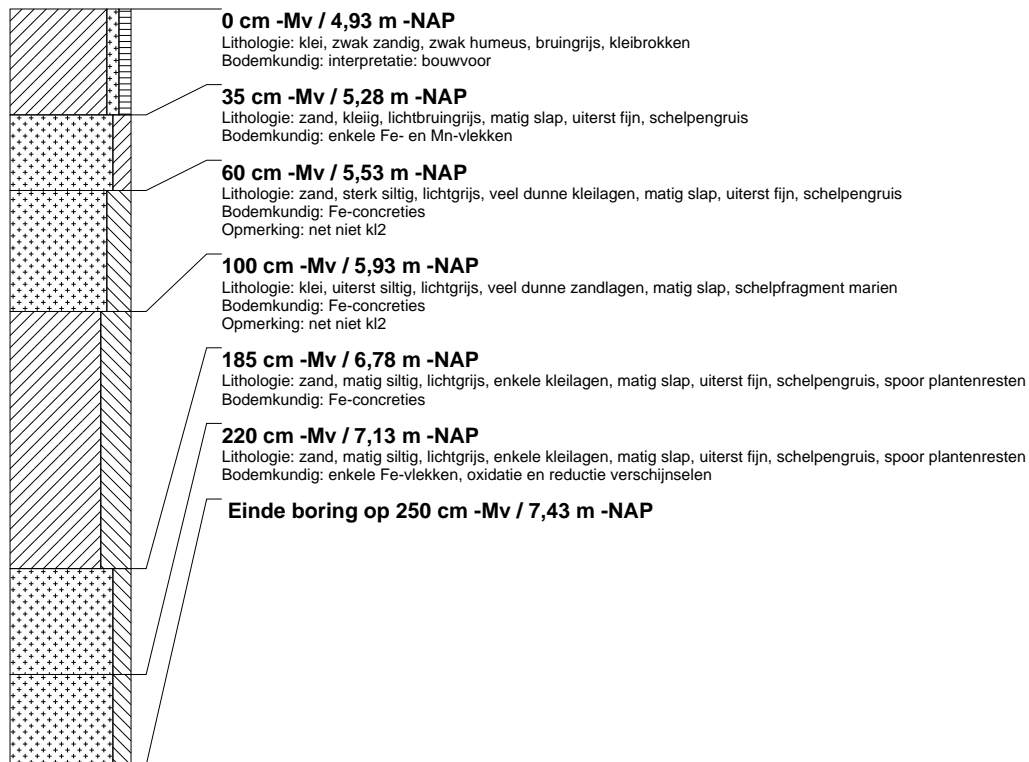 0 cm -Mv / 4,93 m -NAP
Lithologie: klei, zwak zandig, zwak humeus, bruingrijs, kleibrokken
Bodemkundig: interpretatie: bouwvoor
35 cm -Mv / 5,28 m -NAP
Lithologie: zand, kleiig, lichtbruingrijs, matig slap, uiterst fijn, schelpengruis
Bodemkundig: enkele Fe- en Mn-vlekken
60 cm -Mv / 5,53 m -NAP
Lithologie: zand, sterk siltig, lichtgrijs, veel dunne kleilagen, matig slap, uiterst fijn, schelpengruis
Bodemkundig: Fe-concreties
Opmerking: net niet kl2
100 cm -Mv / 5,93 m -NAP
Lithologie: klei, uiterst siltig, lichtgrijs, veel dunne zandlagen, matig slap, schelpfragment marien
Bodemkundig: Fe-concreties
Opmerking: net niet kl2
185 cm -Mv / 6,78 m -NAP
Lithologie: zand, matig siltig, lichtgrijs, enkele kleilagen, matig slap, uiterst fijn, schelpengruis, spoor plantenresten
Bodemkundig: Fe-concreties
220 cm -Mv / 7,13 m -NAP
Lithologie: zand, matig siltig, lichtgrijs, enkele kleilagen, matig slap, uiterst fijn, schelpengruis, spoor plantenresten
Bodemkundig: enkele Fe-vlekken, oxidatie en reductie verschijnselen
Einde boring op 250 cm -Mv / 7,43 m -NAP